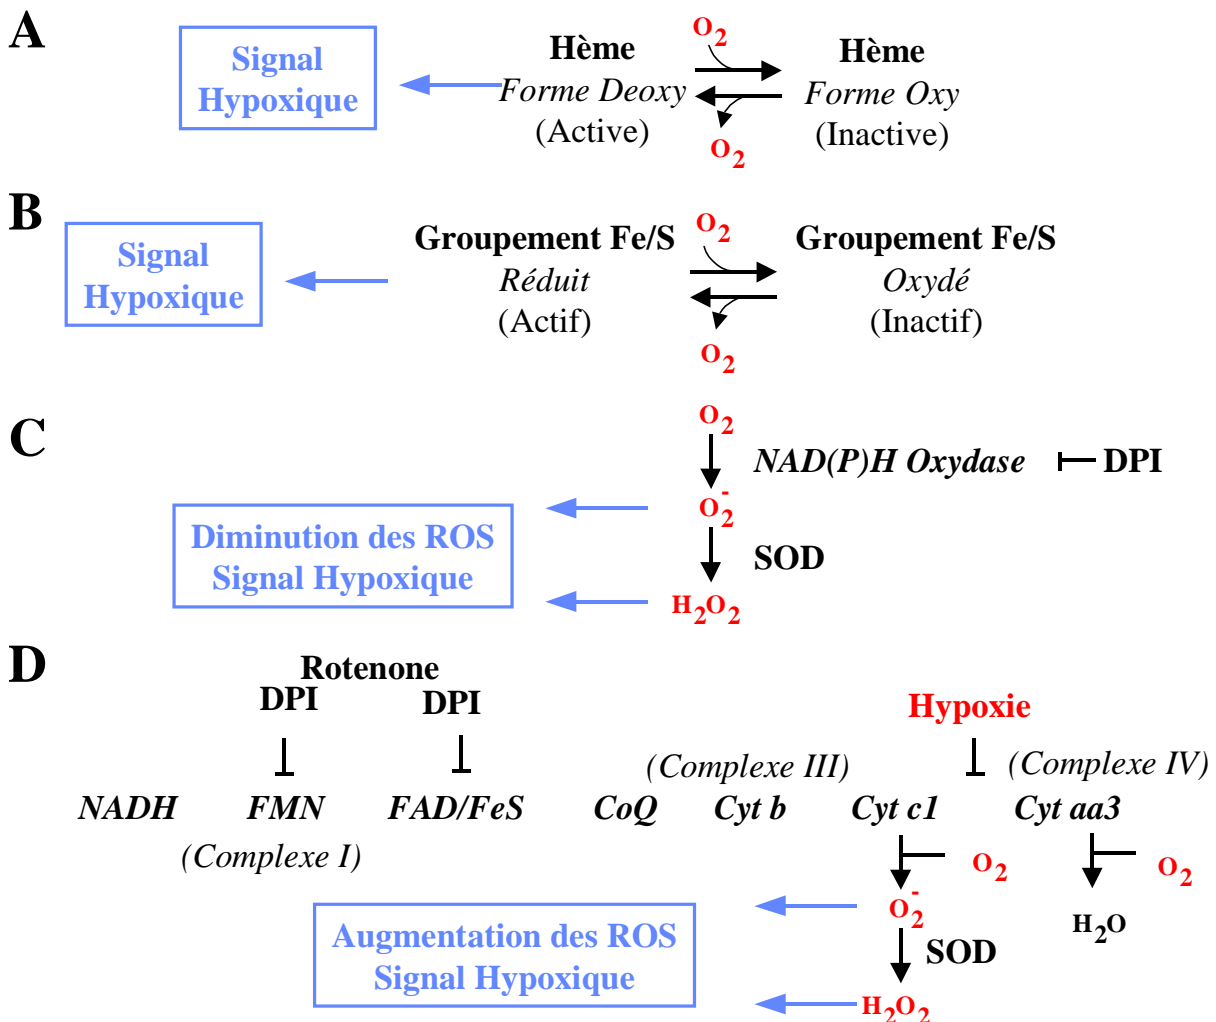 A
Signal
Hypoxique
Hème
Forme Deoxy
(Active)
O2
O2
Hème
Forme Oxy
(Inactive)
B
Signal
Hypoxique
Groupement Fe/S
Réduit
(Actif)
O2
O2
Groupement Fe/S
Oxydé
(Inactif)
C
O2
NAD(P)H Oxydase
DPI
O2-
SOD
H2O2
Diminution des ROS
Signal Hypoxique
D
Rotenone
DPI
DPI
Hypoxie
(Complexe III)
(Complexe IV)
NADH
FMN
FAD/FeS
CoQ
Cyt b
Cyt c1
Cyt aa3
(Complexe I)
O2
O2
O2-
H2O
SOD
H2O2
Augmentation des ROS
Signal Hypoxique